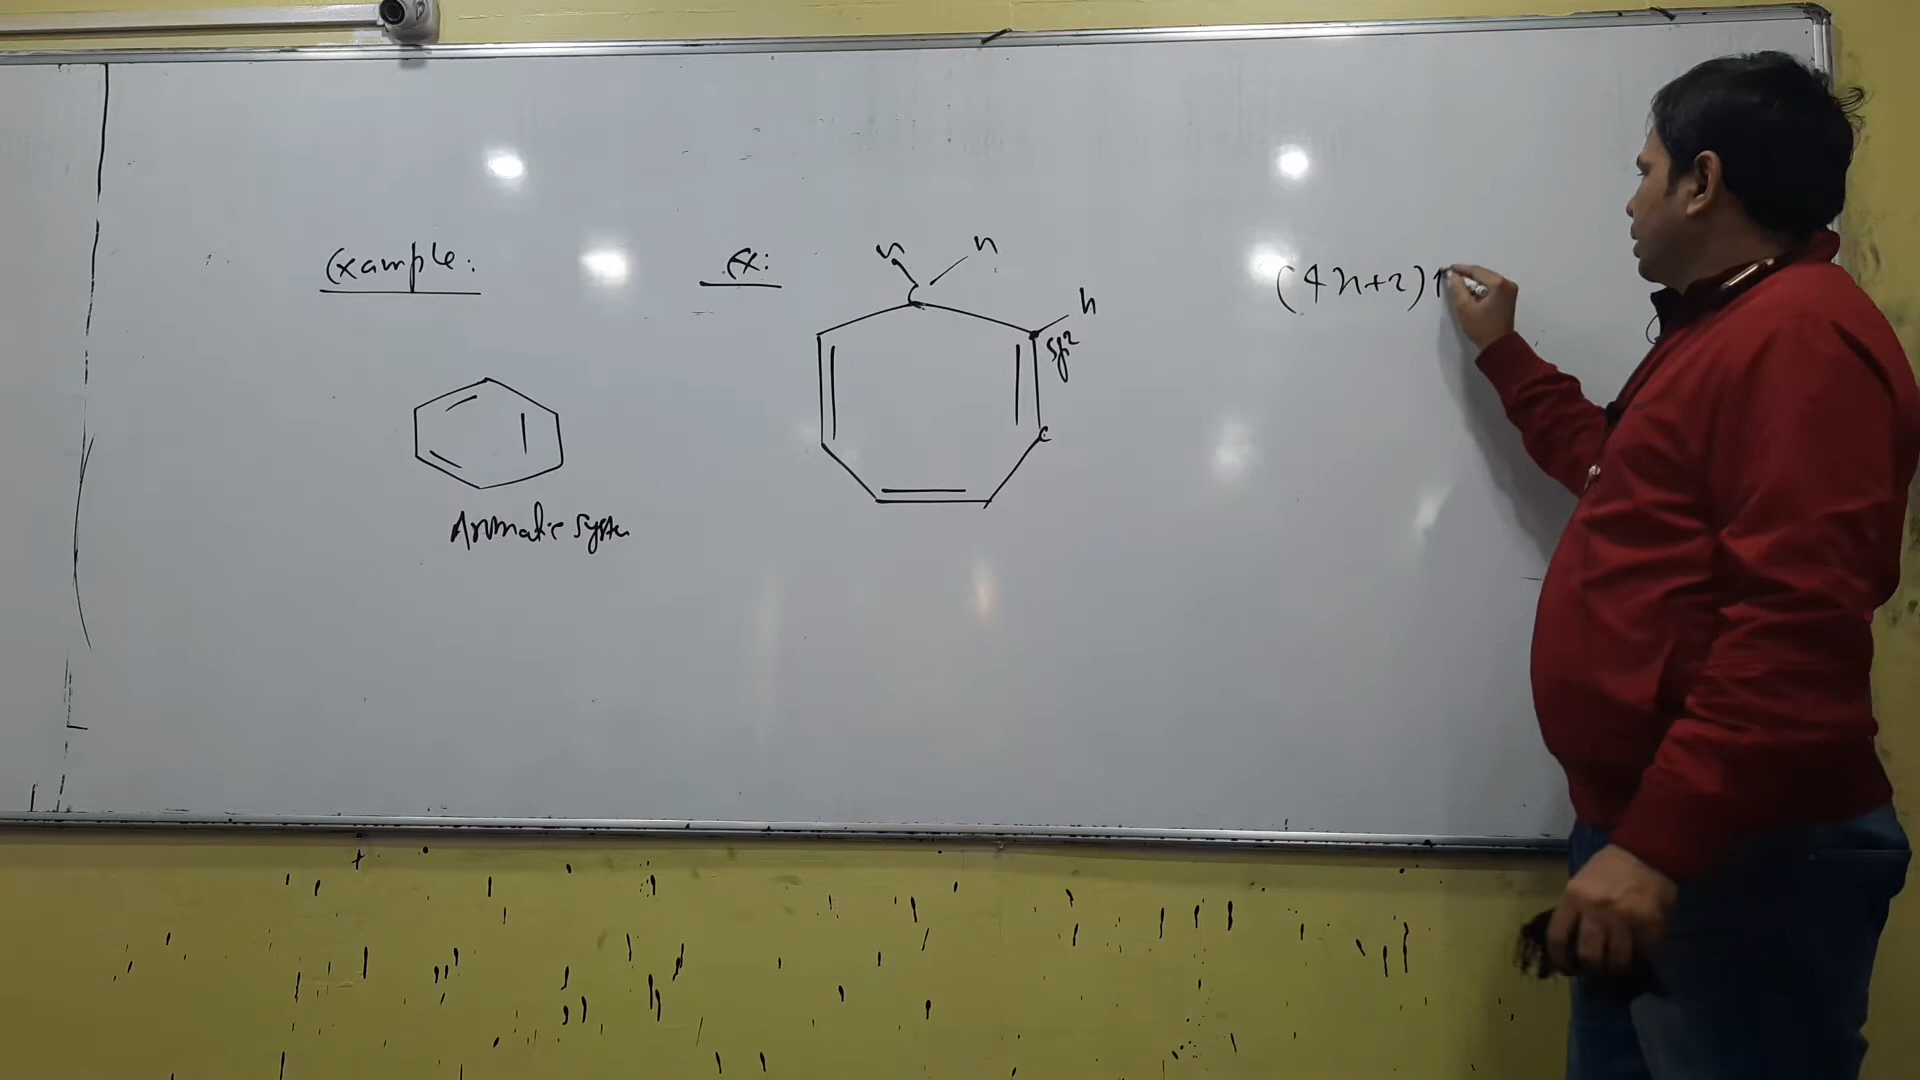 Example:
Aromatic System
Ex:
H H
C
H
sp²
C
(4n+2)π